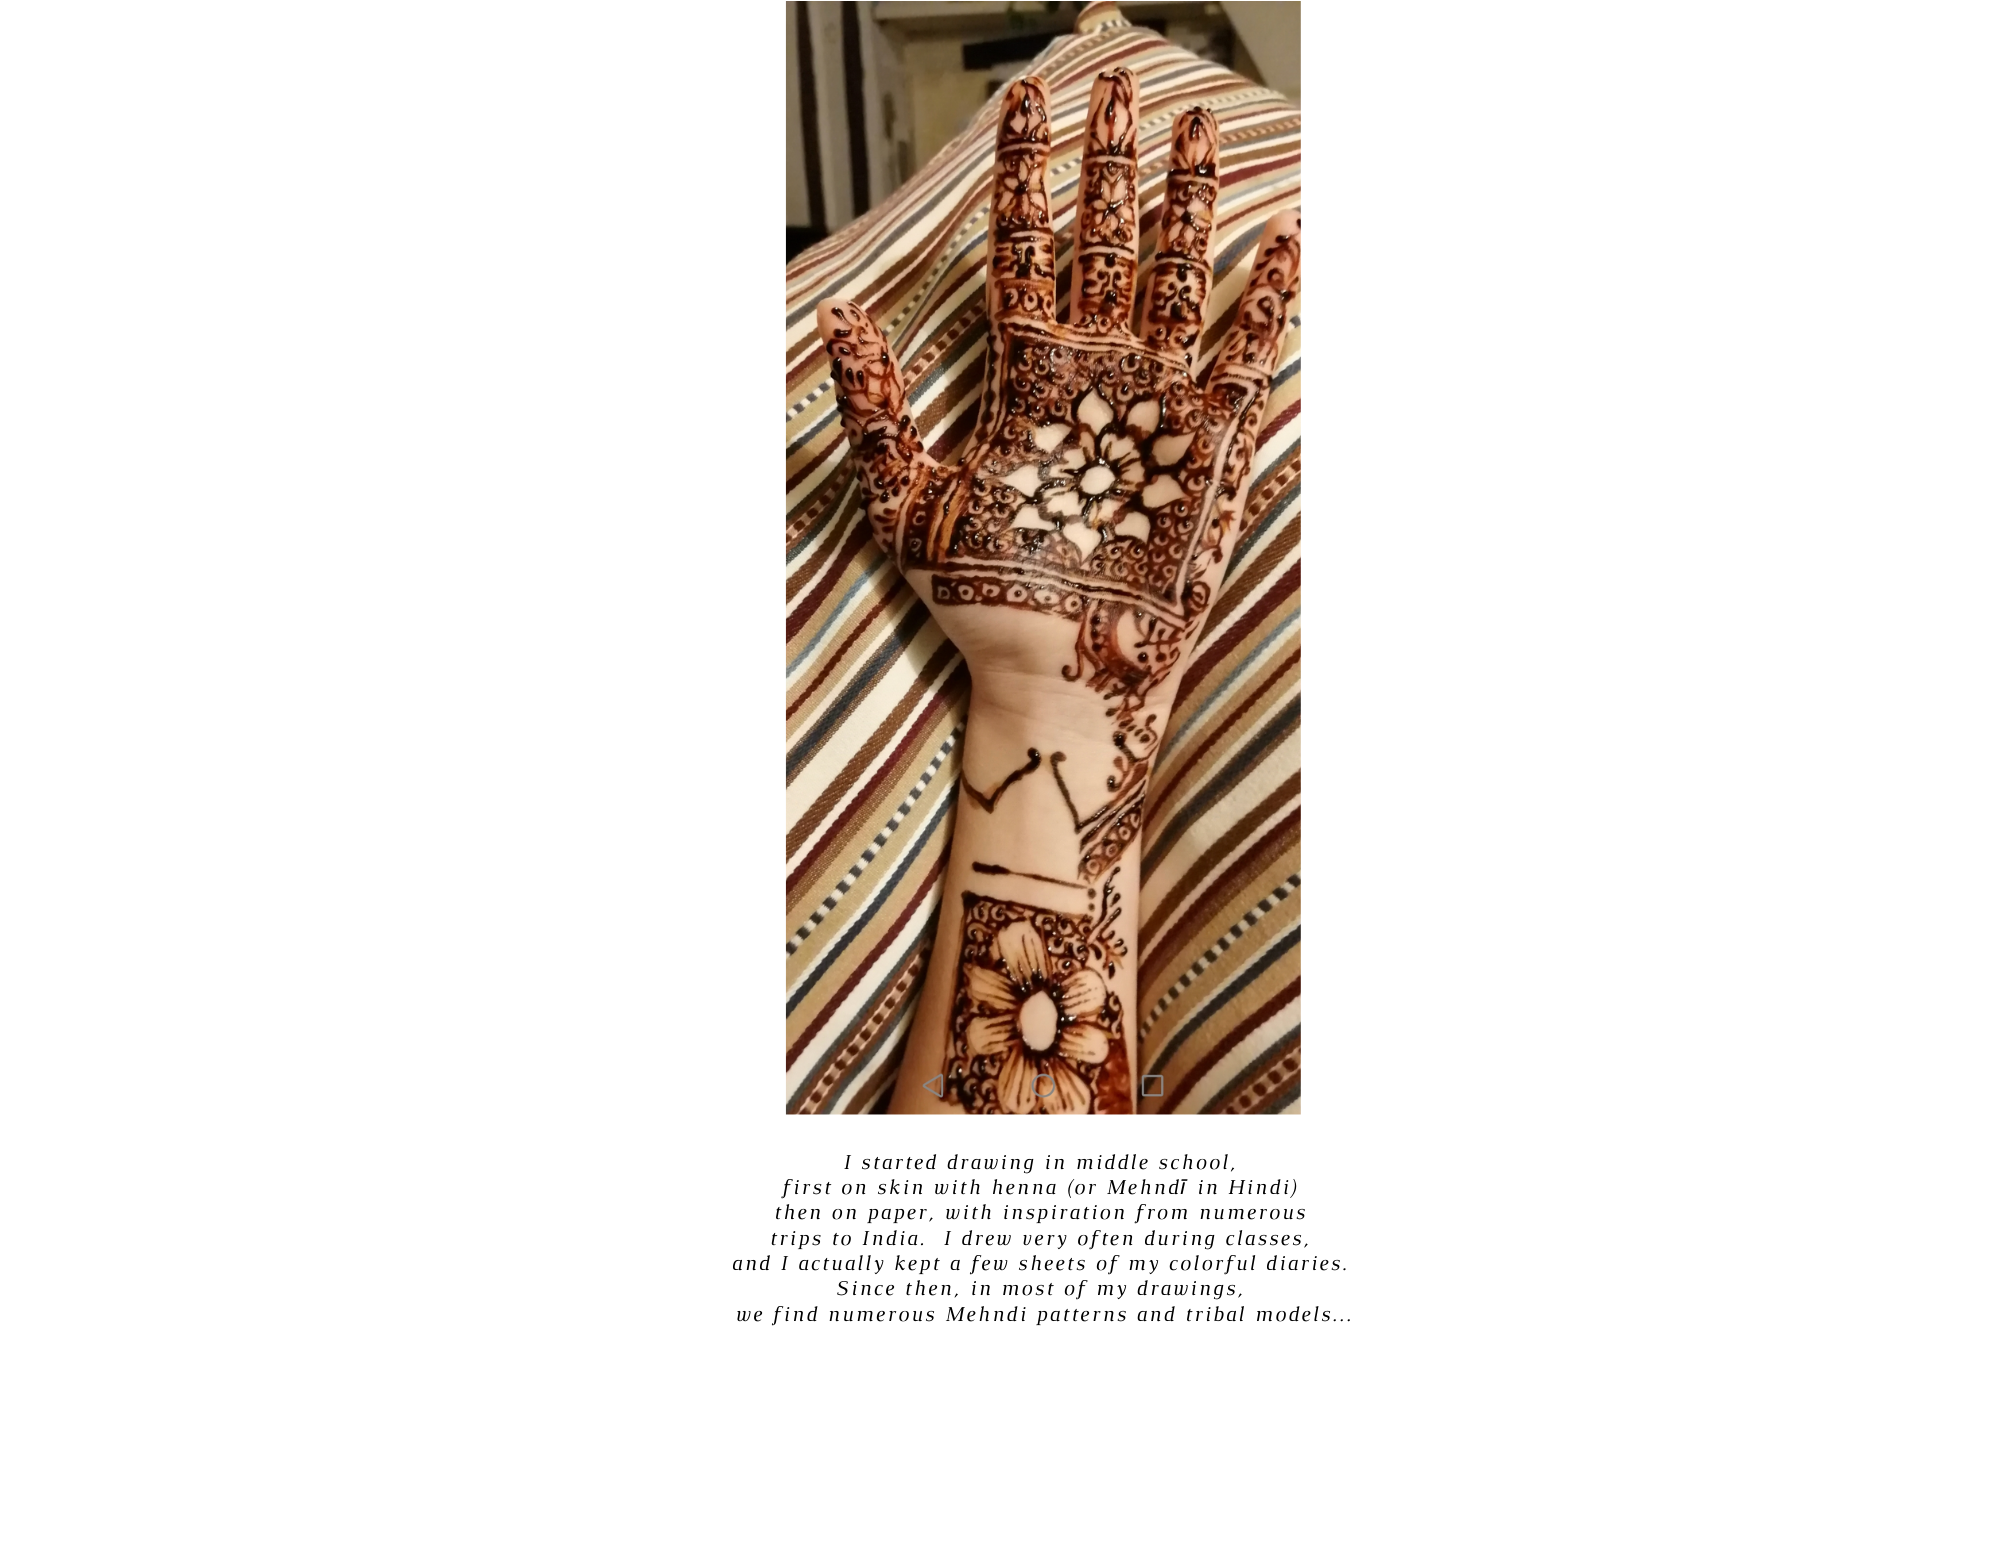 I started drawing in middle school,
first on skin with henna (or Mehndī in Hindi)
then on paper, with inspiration from numerous
trips to India.  I drew very often during classes,
and I actually kept a few sheets of my colorful diaries.
Since then, in most of my drawings,
we find numerous Mehndi patterns and tribal models...